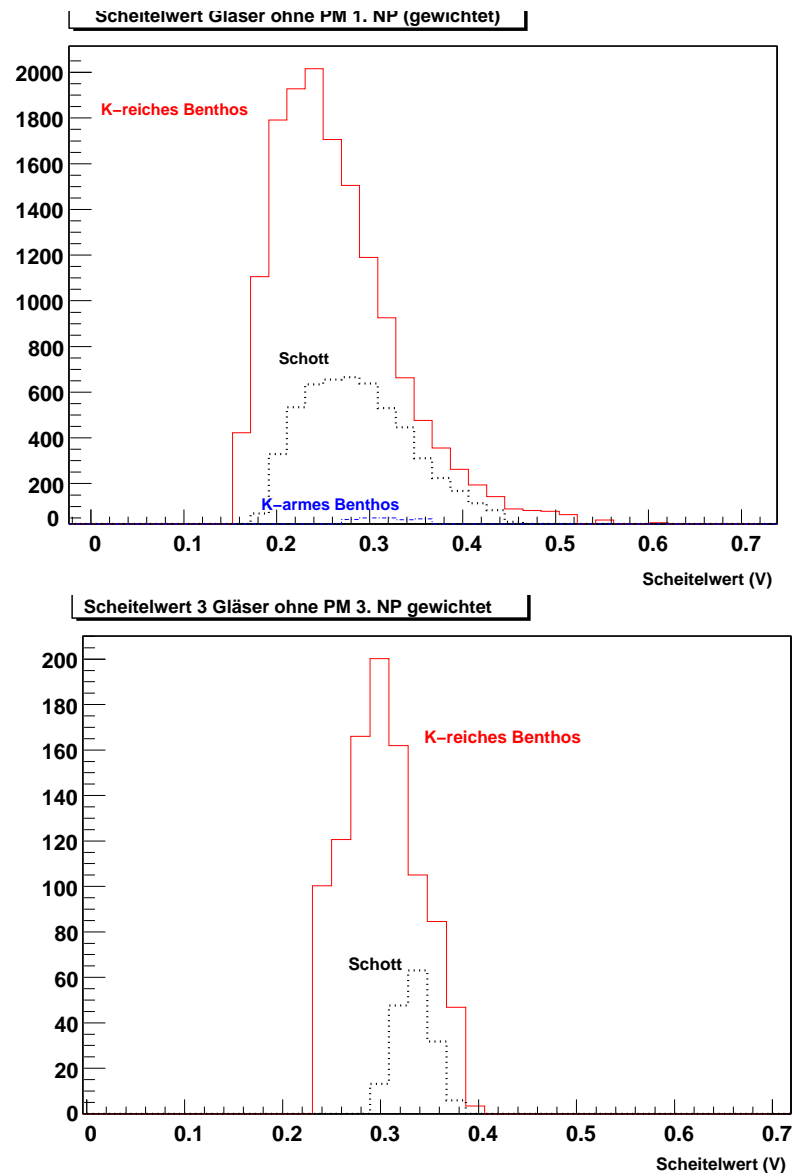 Scheitelwert Gläser ohne PM 1. NP (gewichtet)
2000
K-reiches Benthos
1800
1600
1400
1200
1000
800
Schott
600
400
200
K-armes Benthos
0
0 0.1 0.2 0.3 0.4 0.5 0.6 0.7
Scheitelwert (V)
Scheitelwert 3 Gläser ohne PM 3. NP gewichtet
200
180
K-reiches Benthos
160
140
120
100
80
Schott
60
40
20
0
0 0.1 0.2 0.3 0.4 0.5 0.6 0.7
Scheitelwert (V)